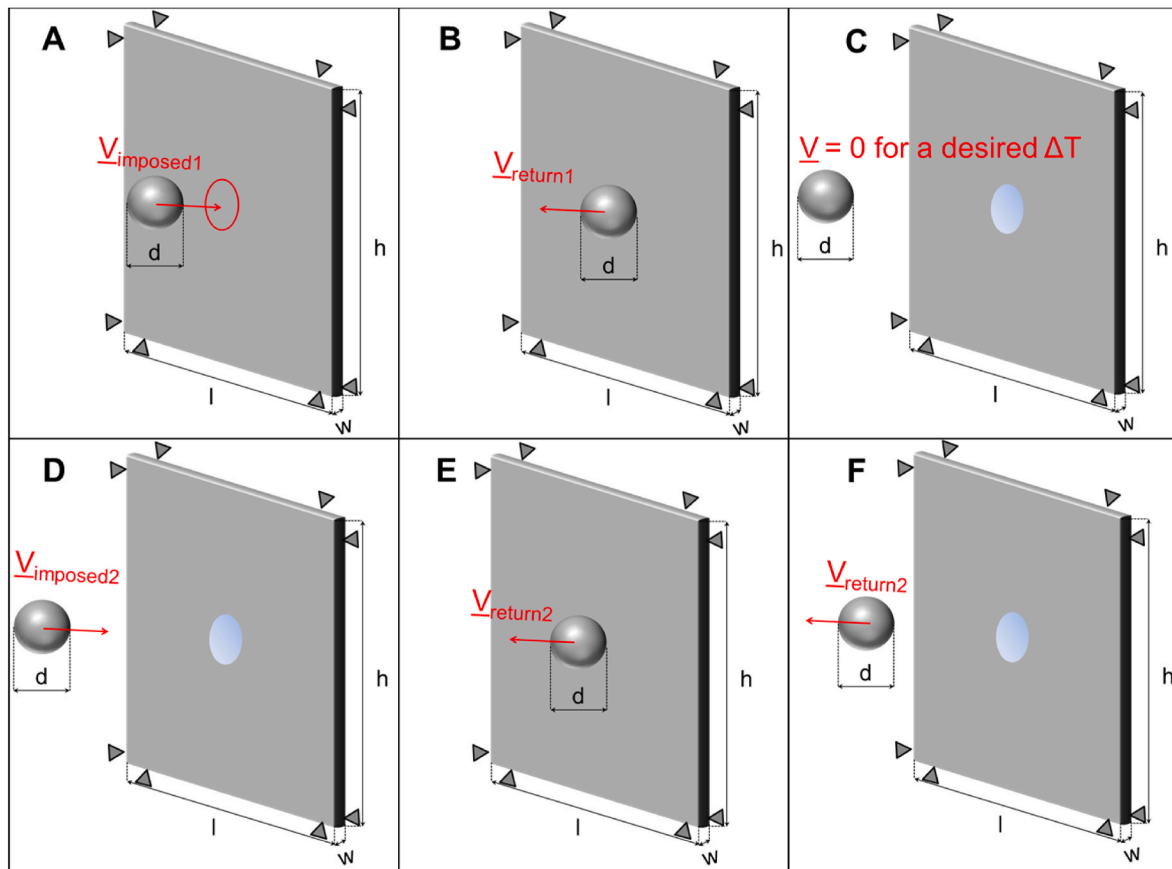 A
V̲imposed1
d
h
l
w
B
V̲return1
d
h
l
w
C
V̲ = 0 for a desired ΔT
d
h
l
w
D
V̲imposed2
d
h
l
w
E
V̲return2
d
h
l
w
F
V̲return2
d
h
l
w